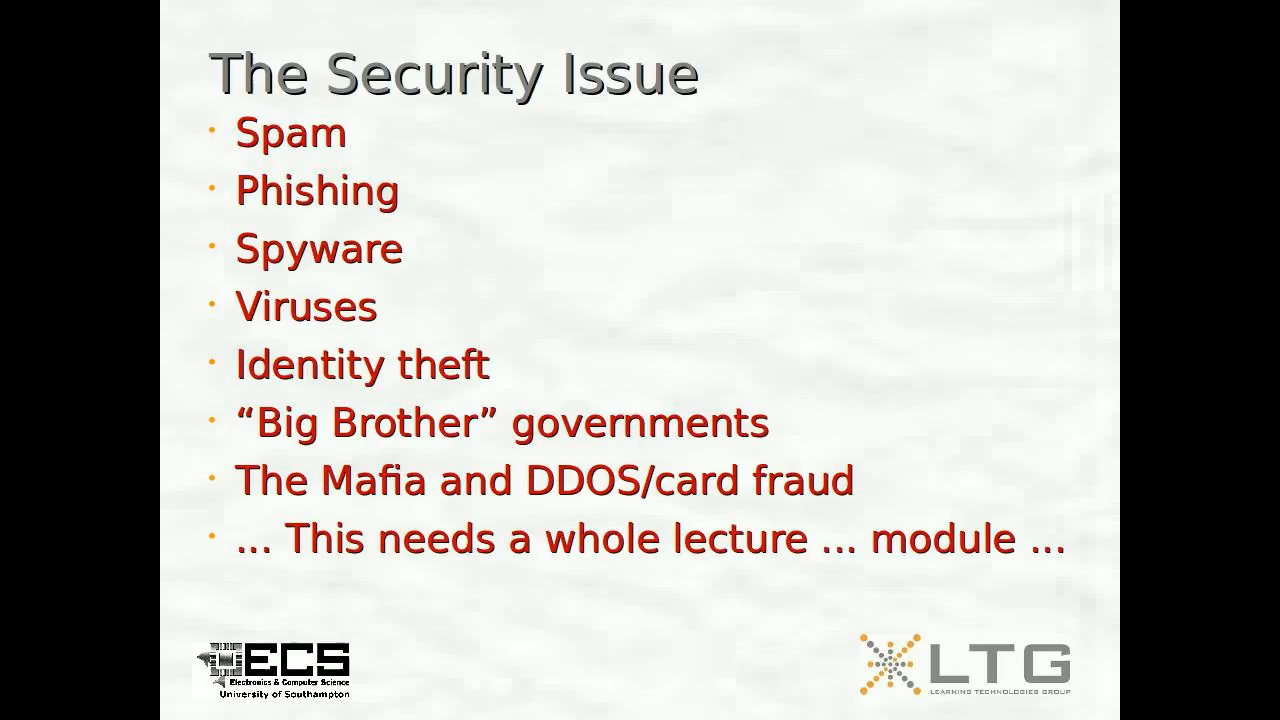 The Security Issue
• Spam
• Phishing
• Spyware
• Viruses
• Identity theft
• “Big Brother” governments
• The Mafia and DDOS/card fraud
• ... This needs a whole lecture ... module ...
ECS
Electronics & Computer Science
University of Southampton
LTG
LEARNING TECHNOLOGIES GROUP